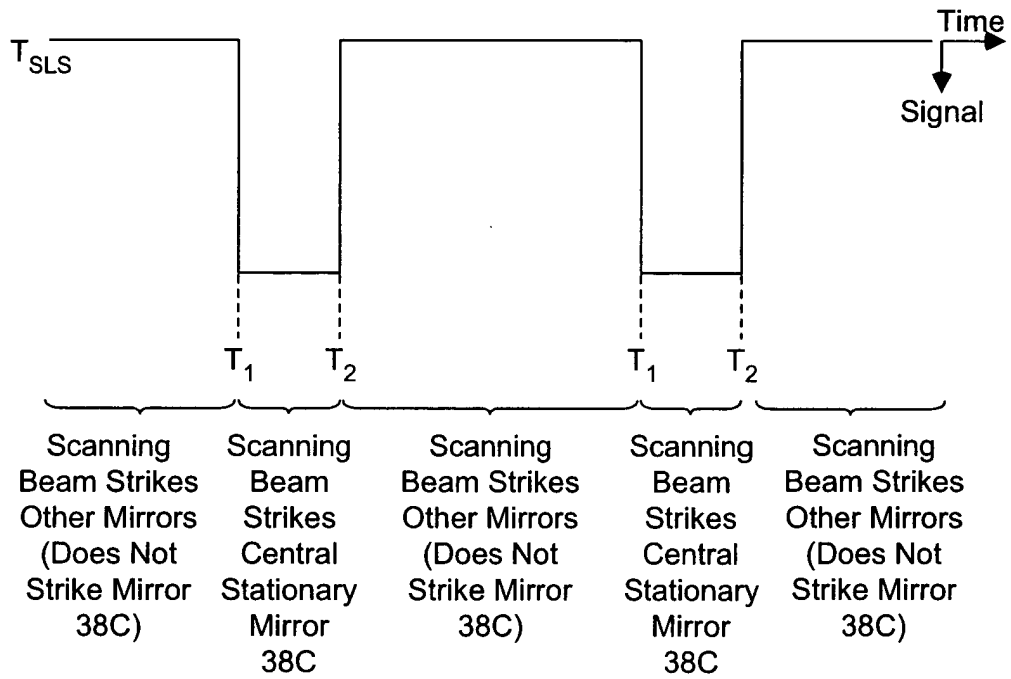 Time
T_SLS
Signal
T_1
T_2
T_1
T_2
Scanning
Beam Strikes
Other Mirrors
(Does Not
Strike Mirror
38C)
Scanning
Beam
Strikes
Central
Stationary
Mirror
38C
Scanning
Beam Strikes
Other Mirrors
(Does Not
Strike Mirror
38C)
Scanning
Beam
Strikes
Central
Stationary
Mirror
38C
Scanning
Beam Strikes
Other Mirrors
(Does Not
Strike Mirror
38C)